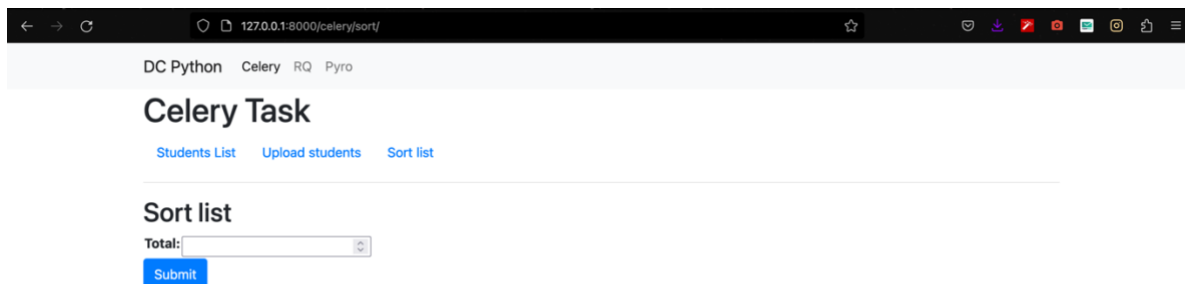 127.0.0.1:8000/celery/sort/
DC Python Celery RQ Pyro
Celery Task
Students List Upload students Sort list
Sort list
Total:
Submit